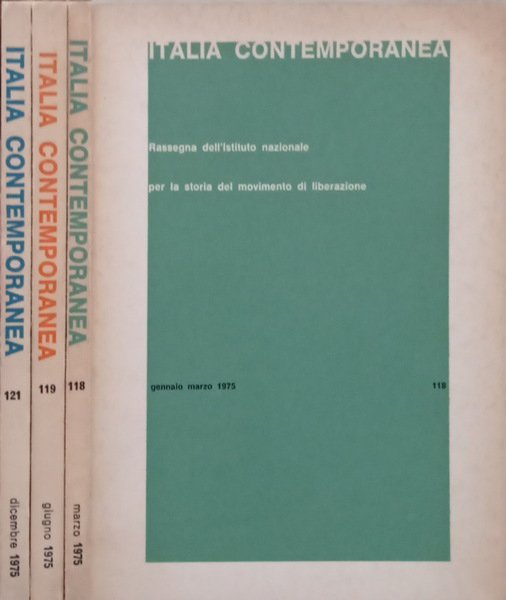 ITALIA CONTEMPORANEA
121
dicembre 1975
ITALIA CONTEMPORANEA
119
giugno 1975
ITALIA CONTEMPORANEA
118
marzo 1975
ITALIA CONTEMPORANEA
Rassegna dell'Istituto nazionale
per la storia del movimento di liberazione
gennaio marzo 1975 118